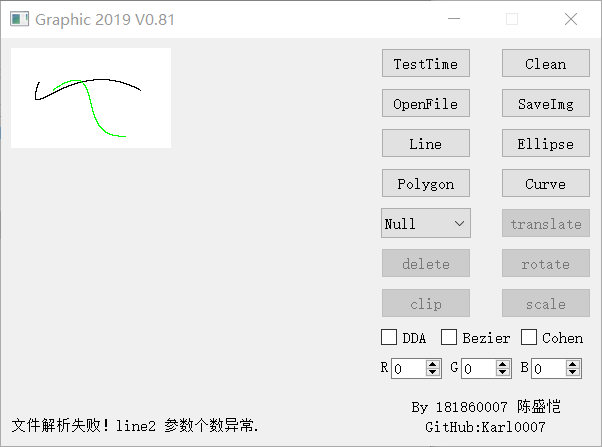 Graphic 2019 V0.81
TestTime Clean
OpenFile SaveImg
Line Ellipse
Polygon Curve
Null translate
delete rotate
clip scale
DDA Bezier Cohen
R 0 G 0 B 0
By 181860007 陈盛恺
GitHub:Karl0007
文件解析失败！line2 参数个数异常.